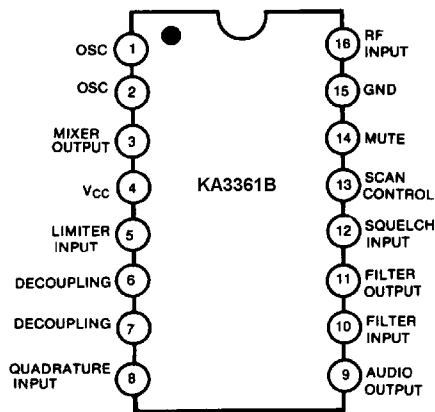 OSC 1
OSC 2
MIXER
OUTPUT 3
Vcc 4
LIMITER
INPUT 5
DECOUPLING 6
DECOUPLING 7
QUADRATURE
INPUT 8
KA3361B
16 RF
INPUT
15 GND
14 MUTE
13 SCAN
CONTROL
12 SQUELCH
INPUT
11 FILTER
OUTPUT
10 FILTER
INPUT
9 AUDIO
OUTPUT